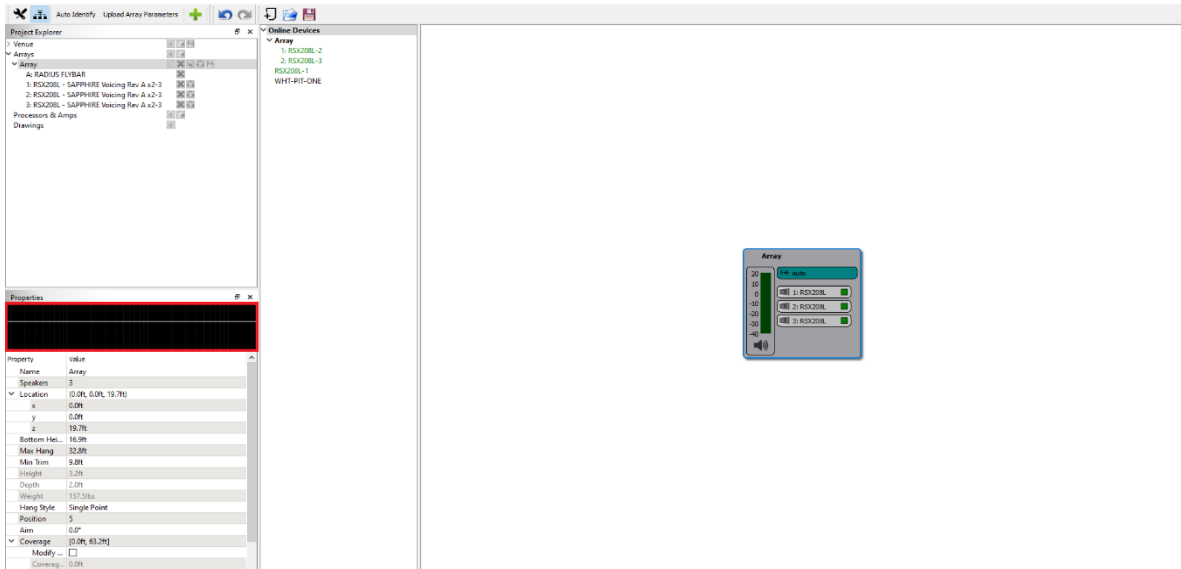 Auto Identify Upload Array Parameters
Project Explorer
Venue
Arrays
Array
A: RADIUS FLYBAR
1: RSX208L - SAPPHIRE Voicing Rev A v2-3
2: RSX208L - SAPPHIRE Voicing Rev A v2-3
3: RSX208L - SAPPHIRE Voicing Rev A v2-3
Processors & Amps
Drawings
Online Devices
Array
1: RSX208L-2
2: RSX208L-3
RSX208L-1
WHT-PIT-ONE
Array
20
10
0
-10
-20
-30
-40
auto
1: RSX208L
2: RSX208L
3: RSX208L
Properties
Property Value
Name Array
Speakers 3
Location (0.0ft, 0.0ft, 19.7ft)
x 0.0ft
y 0.0ft
z 19.7ft
Bottom Hei... 16.9ft
Max Hang 32.8ft
Min Trim 9.8ft
Height 3.2ft
Depth 2.0ft
Weight 157.5lbs
Hang Style Single Point
Position 5
Aim 0.0°
Coverage [0.0ft, 63.2ft]
Modify ...
Coverag... 0.0ft